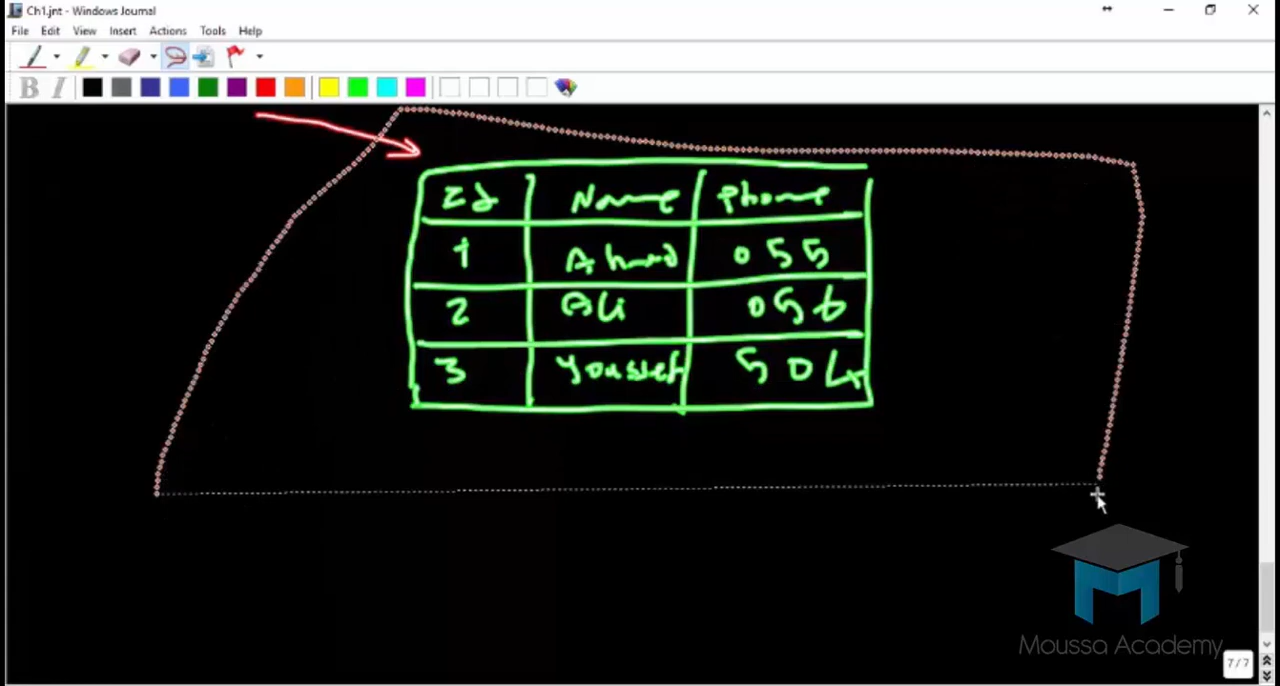 Ch1.jnt - Windows Journal
File Edit View Insert Actions Tools Help
B I
Id Name Phone
1 Ahmad 055
2 Ali 056
3 Youssef 504
M
Moussa Academy
7/7